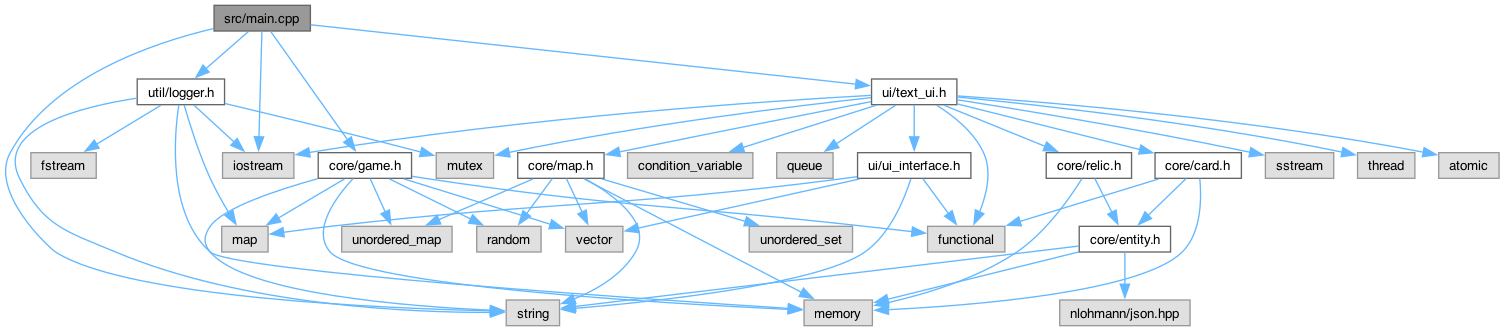 src/main.cpp
util/logger.h
ui/text_ui.h
fstream
iostream
core/game.h
mutex
core/map.h
condition_variable
queue
ui/ui_interface.h
core/relic.h
core/card.h
sstream
thread
atomic
map
unordered_map
random
vector
unordered_set
functional
core/entity.h
string
memory
nlohmann/json.hpp